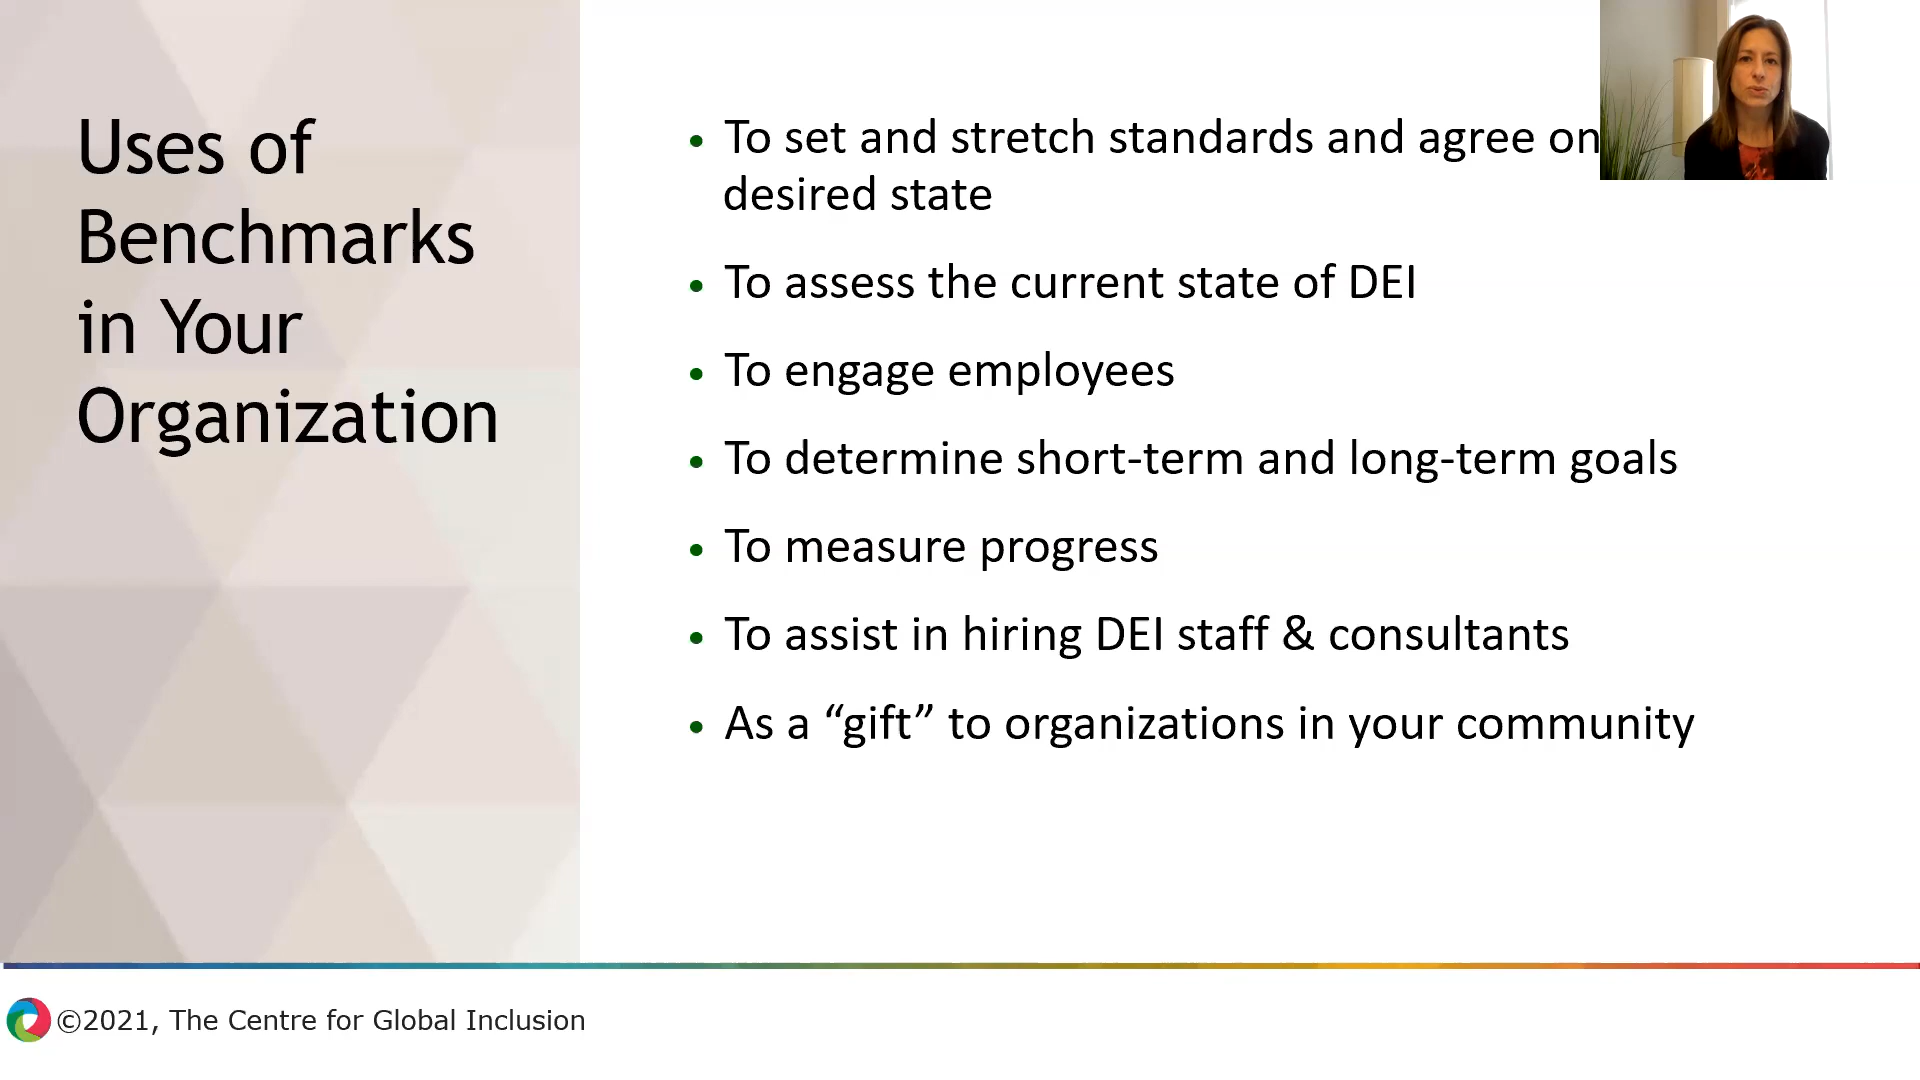 Uses of
Benchmarks
in Your
Organization
• To set and stretch standards and agree on
desired state
• To assess the current state of DEI
• To engage employees
• To determine short-term and long-term goals
• To measure progress
• To assist in hiring DEI staff & consultants
• As a “gift” to organizations in your community
©2021, The Centre for Global Inclusion